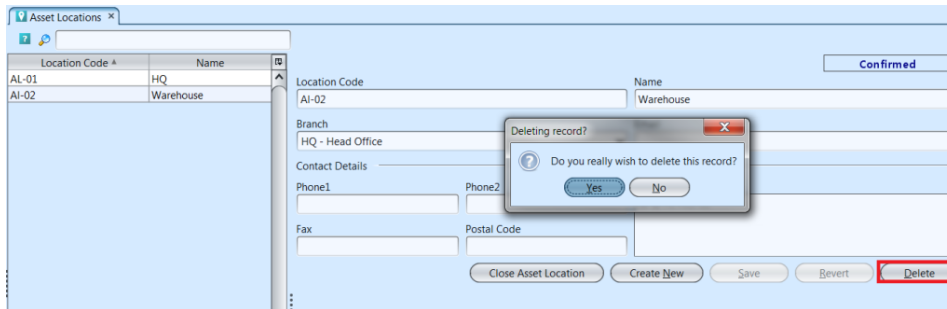 Asset Locations ×
?
Location Code Name
AL-01 HQ
AI-02 Warehouse
Confirmed
Location Code Name
AI-02 Warehouse
Branch
HQ - Head Office
Deleting record?
X
? Do you really wish to delete this record?
Yes No
Contact Details
Phone1 Phone2
Fax Postal Code
Close Asset Location Create New Save Revert Delete